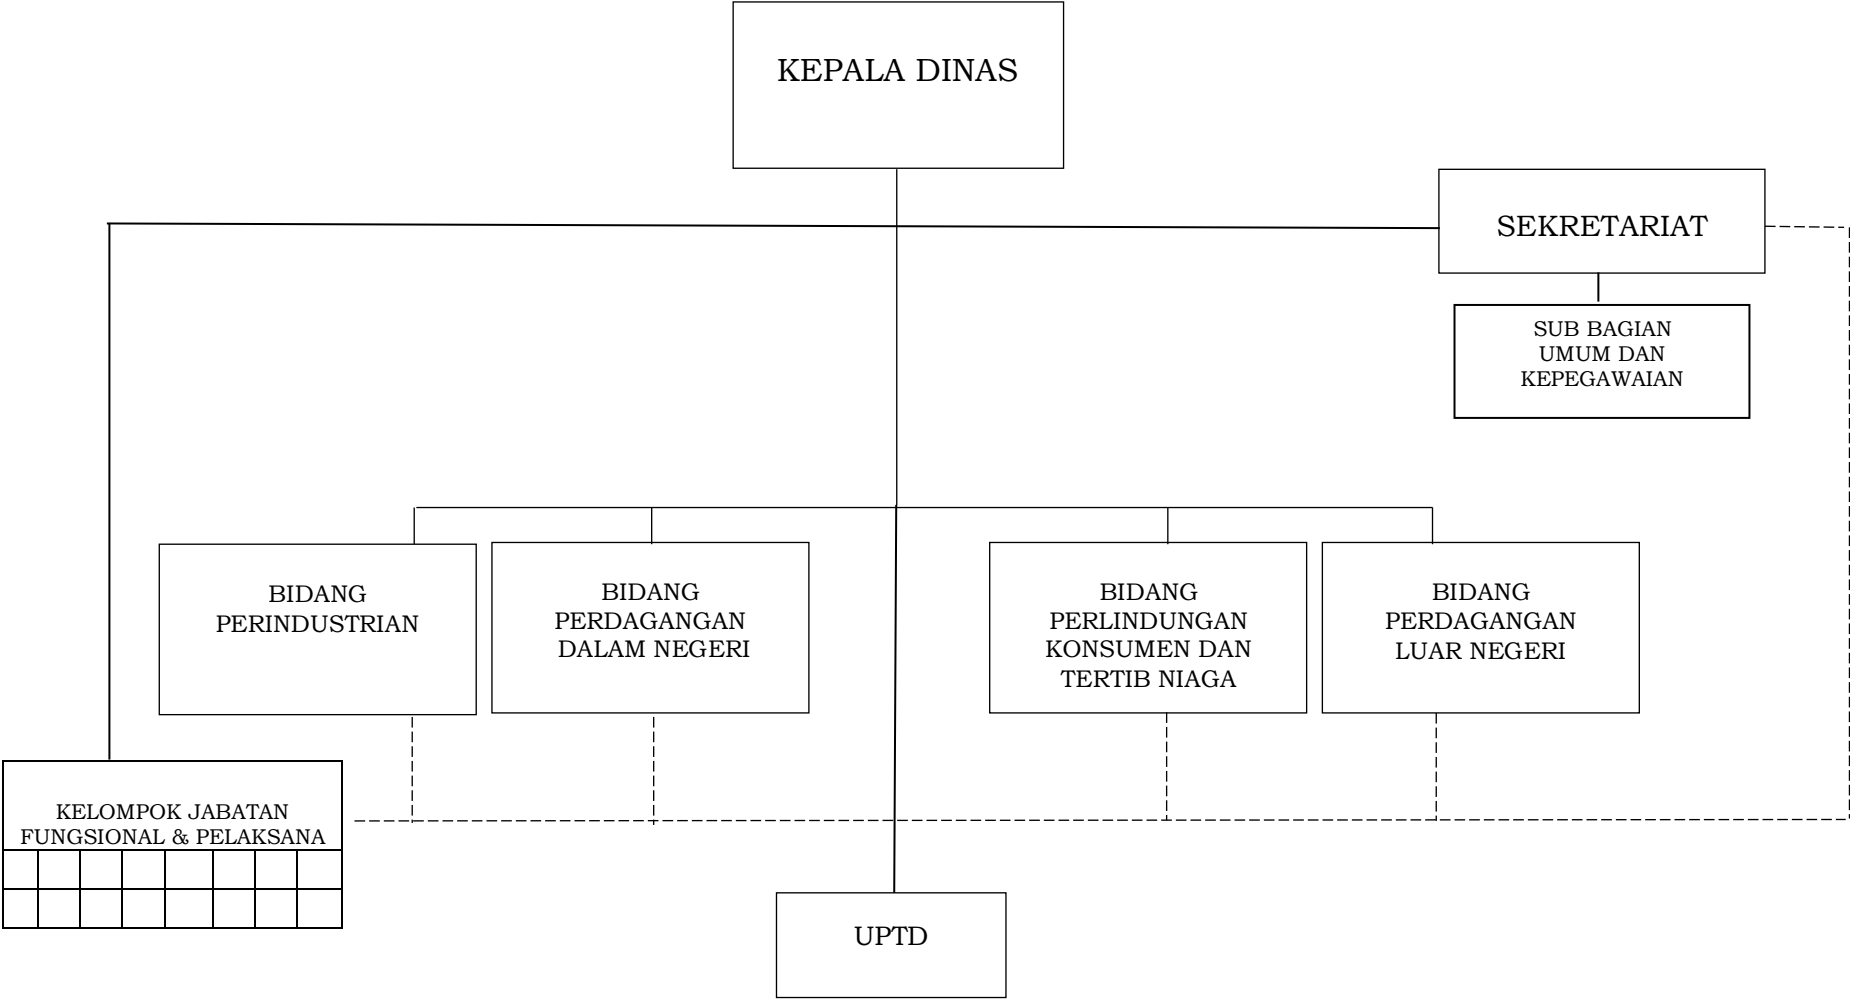 KEPALA DINAS
SEKRETARIAT
SUB BAGIAN
UMUM DAN
KEPEGAWAIAN
BIDANG
PERINDUSTRIAN
BIDANG
PERDAGANGAN
DALAM NEGERI
BIDANG
PERLINDUNGAN
KONSUMEN DAN
TERTIB NIAGA
BIDANG
PERDAGANGAN
LUAR NEGERI
KELOMPOK JABATAN
FUNGSIONAL & PELAKSANA
UPTD